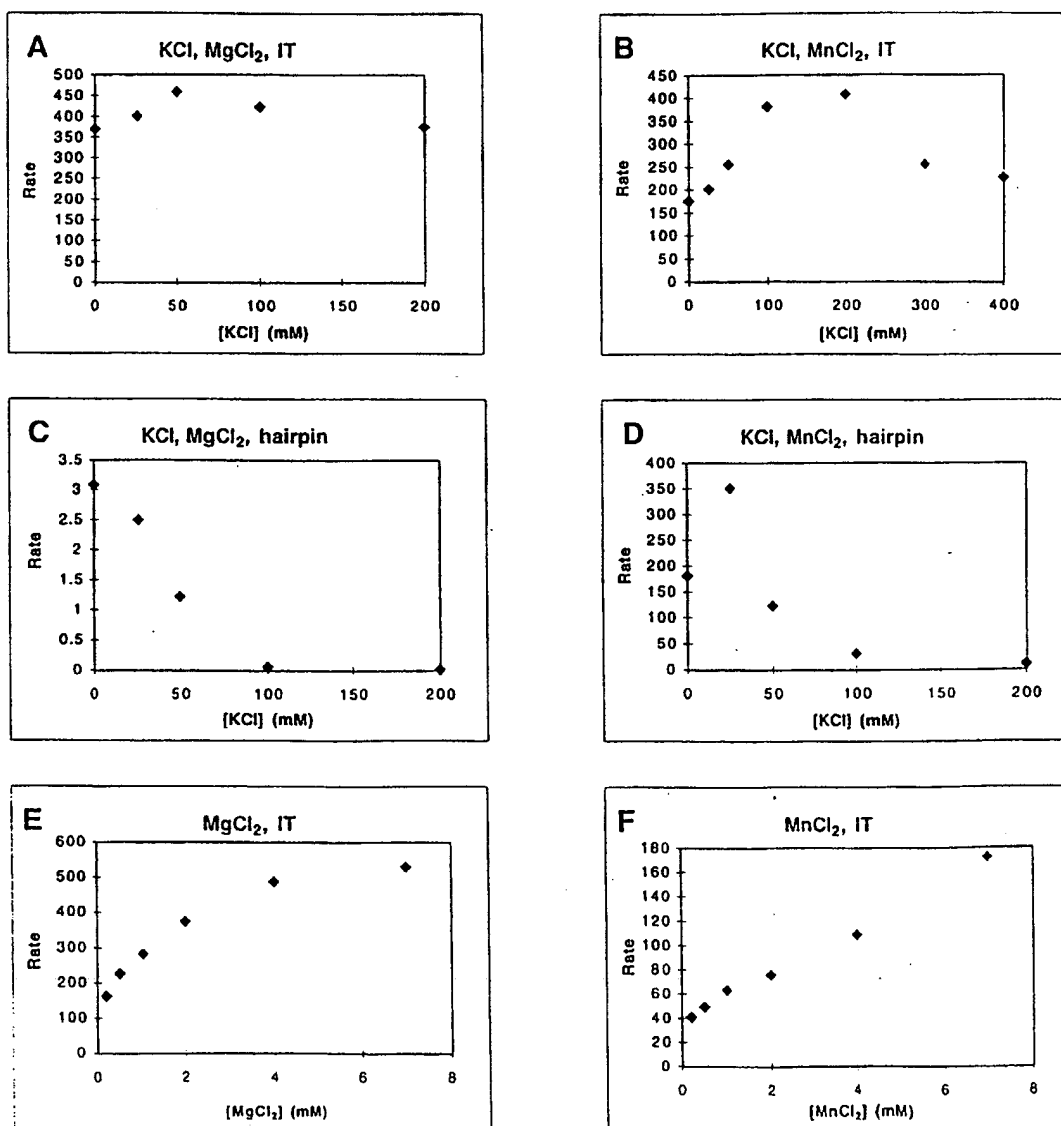 A
KCl, MgCl₂, IT
500
450
400
350
300
250
200
150
100
50
0
Rate
0 50 100 150 200
[KCl] (mM)
B
KCl, MnCl₂, IT
450
400
350
300
250
200
150
100
50
0
Rate
0 100 200 300 400
[KCl] (mM)
C
KCl, MgCl₂, hairpin
3.5
3
2.5
2
1.5
1
0.5
0
Rate
0 50 100 150 200
[KCl] (mM)
D
KCl, MnCl₂, hairpin
400
350
300
250
200
150
100
50
0
Rate
0 50 100 150 200
[KCl] (mM)
E
MgCl₂, IT
600
500
400
300
200
100
0
Rate
0 2 4 6 8
[MgCl₂] (mM)
F
MnCl₂, IT
180
160
140
120
100
80
60
40
20
0
Rate
0 2 4 6 8
[MnCl₂] (mM)